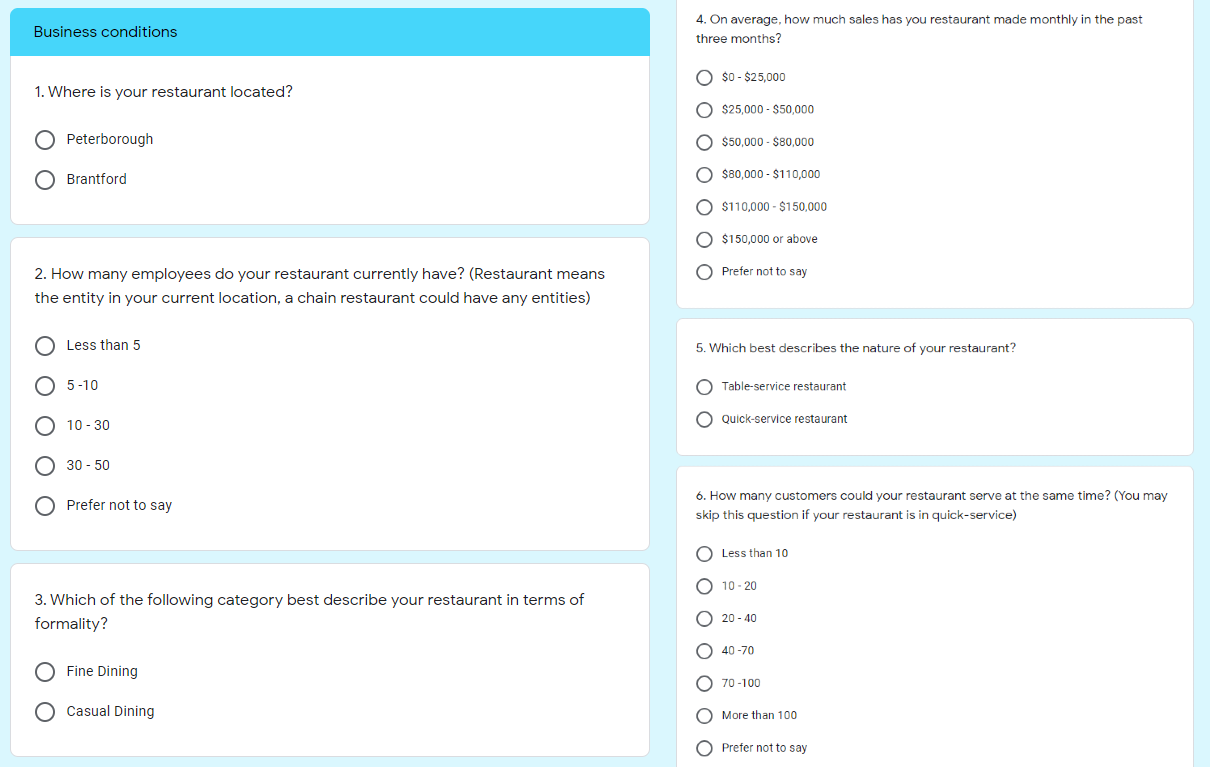 Business conditions
1. Where is your restaurant located?
Peterborough
Brantford
2. How many employees do your restaurant currently have? (Restaurant means
the entity in your current location, a chain restaurant could have any entities)
Less than 5
5 -10
10 - 30
30 - 50
Prefer not to say
3. Which of the following category best describe your restaurant in terms of
formality?
Fine Dining
Casual Dining
4. On average, how much sales has you restaurant made monthly in the past
three months?
$0 - $25,000
$25,000 - $50,000
$50,000 - $80,000
$80,000 - $110,000
$110,000 - $150,000
$150,000 or above
Prefer not to say
5. Which best describes the nature of your restaurant?
Table-service restaurant
Quick-service restaurant
6. How many customers could your restaurant serve at the same time? (You may
skip this question if your restaurant is in quick-service)
Less than 10
10 - 20
20 - 40
40 -70
70 -100
More than 100
Prefer not to say